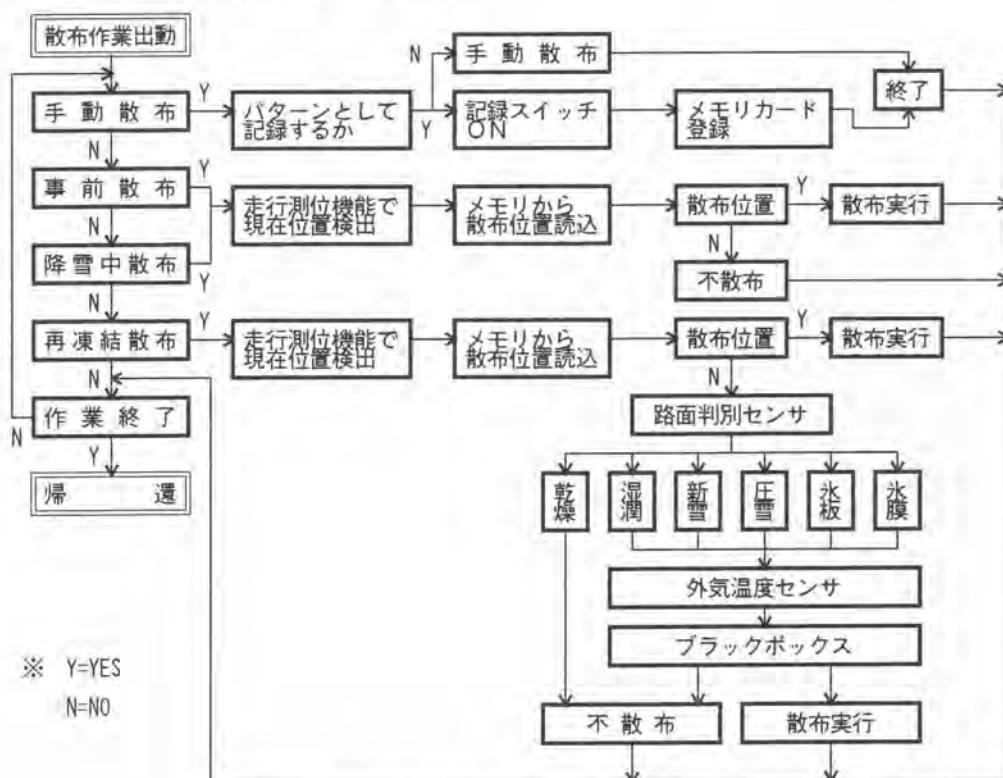 散布作業出動
手動散布
Y
N
パターンとして
記録するか
N
Y
手動散布
記録スイッチ
ON
メモリカード
登録
終了
事前散布
Y
N
降雪中散布
Y
N
走行測位機能で
現在位置検出
メモリから
散布位置読込
散布位置
Y
N
散布実行
不散布
再凍結散布
Y
N
走行測位機能で
現在位置検出
メモリから
散布位置読込
散布位置
Y
N
散布実行
作業終了
N
Y
帰還
路面判別センサ
乾燥
湿潤
新雪
圧雪
氷板
氷膜
外気温度センサ
ブラックボックス
不散布
散布実行
※ Y=YES
N=NO